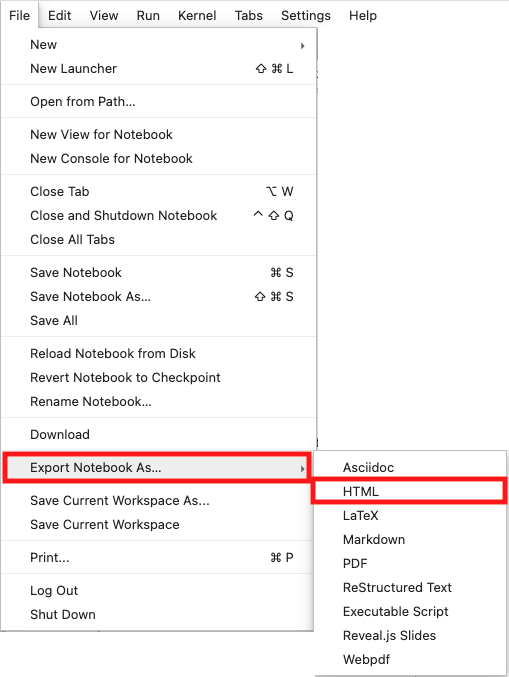 File Edit View Run Kernel Tabs Settings Help
New
New Launcher ⇧ ⌘ L
Open from Path...
New View for Notebook
New Console for Notebook
Close Tab ⌥ W
Close and Shutdown Notebook ^ ⇧ Q
Close All Tabs
Save Notebook ⌘ S
Save Notebook As... ⇧ ⌘ S
Save All
Reload Notebook from Disk
Revert Notebook to Checkpoint
Rename Notebook...
Download
Export Notebook As...
Save Current Workspace As...
Save Current Workspace
Print... ⌘ P
Log Out
Shut Down
Asciidoc
HTML
LaTeX
Markdown
PDF
ReStructured Text
Executable Script
Reveal.js Slides
Webpdf